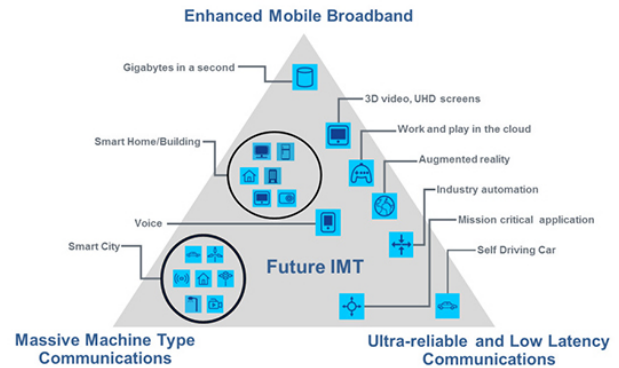 Enhanced Mobile Broadband
Gigabytes in a second
3D video, UHD screens
Smart Home/Building
Work and play in the cloud
Augmented reality
Industry automation
Voice
Mission critical application
Smart City
Self Driving Car
Future IMT
Massive Machine Type
Communications
Ultra-reliable and Low Latency
Communications